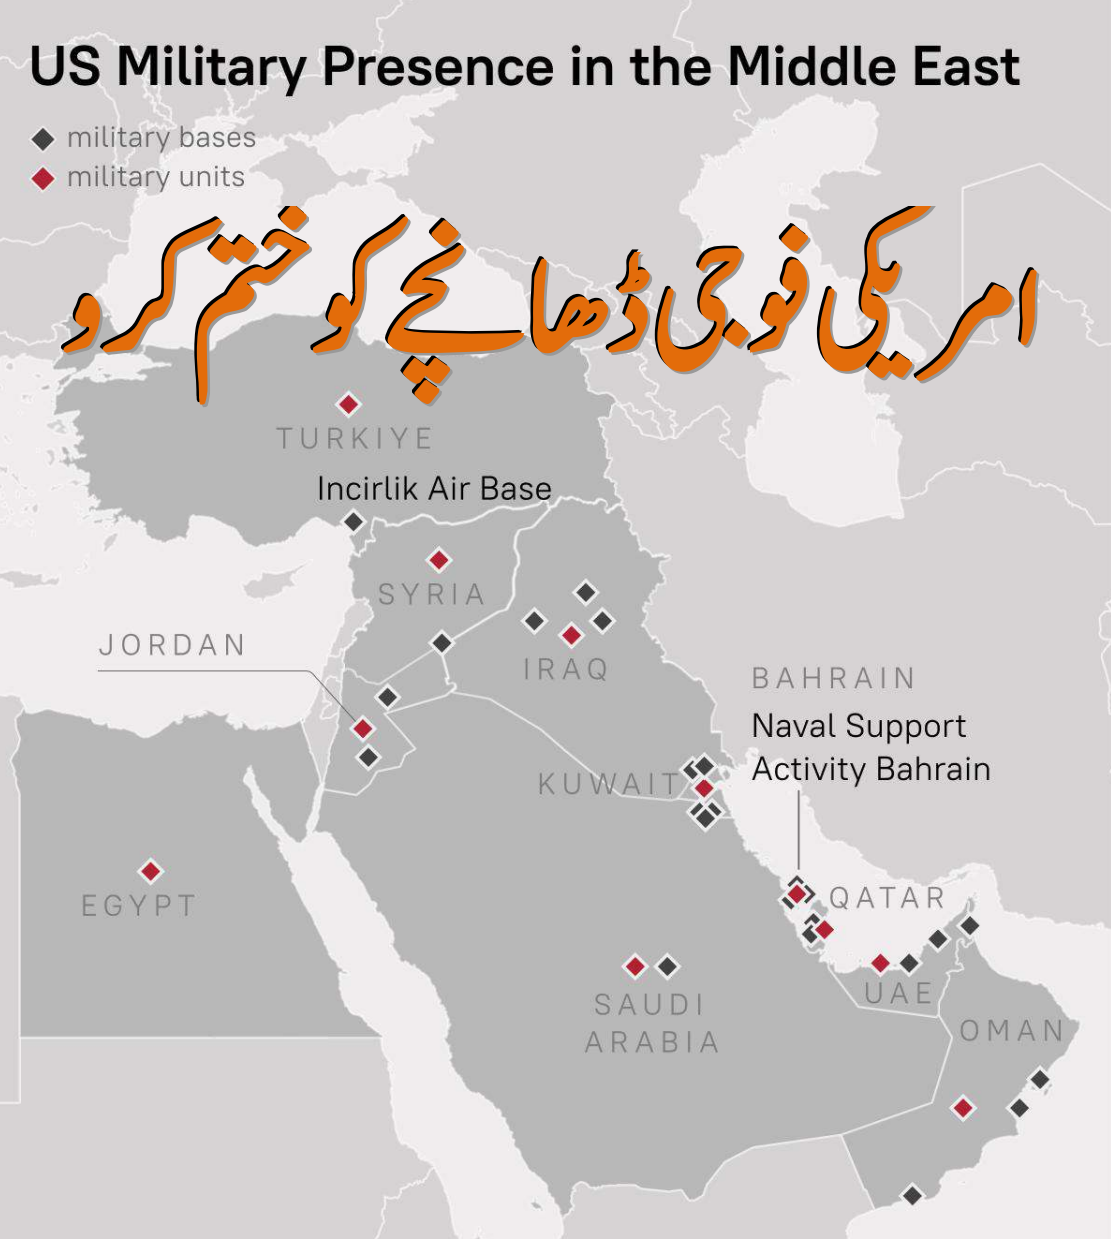 US Military Presence in the Middle East
military bases
military units
امریکی فوجی ڈھانچے کو ختم کرو
TURKIYE
Incirlik Air Base
SYRIA
JORDAN
IRAQ
BAHRAIN
Naval Support
Activity Bahrain
KUWAIT
EGYPT
QATAR
SAUDI
ARABIA
UAE
OMAN